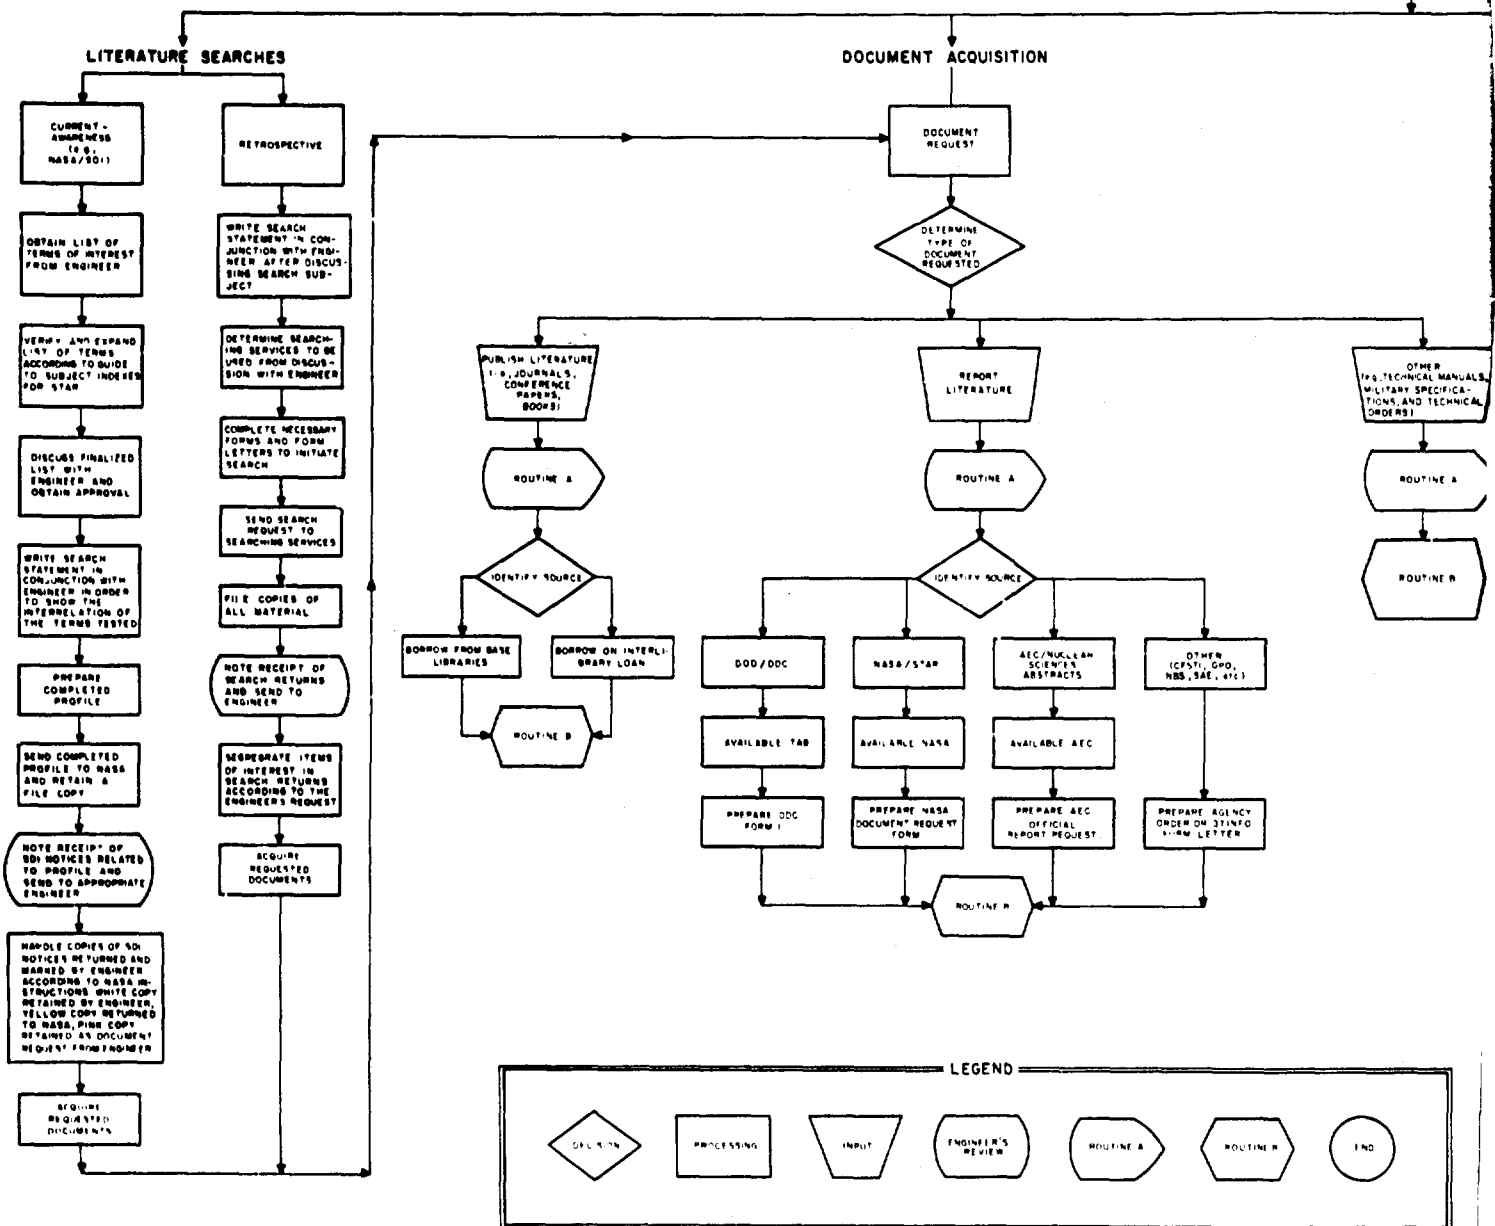 LITERATURE SEARCHES
CURRENT-
AWARENESS
(e.g.,
NASA/SDI)
OBTAIN LIST OF
TERMS OF INTEREST
FROM ENGINEER
VERIFY AND EXPAND
LIST OF TERMS
ACCORDING TO GUIDE
TO SUBJECT INDEXES
FOR STAR
DISCUSS FINALIZED
LIST WITH
ENGINEER AND
OBTAIN APPROVAL
WRITE SEARCH
STATEMENT IN
CONJUNCTION WITH
ENGINEER IN ORDER
TO SHOW THE
INTERRELATION OF
THE TERMS TESTED
PREPARE
COMPLETED
PROFILE
SEND COMPLETED
PROFILE TO NASA
AND RETAIN A
FILE COPY
NOTE RECEIPT OF
SDI NOTICES RELATED
TO PROFILE AND
SEND TO APPROPRIATE
ENGINEER
HANDLE COPIES OF SDI
NOTICES RETURNED AND
MARKED BY ENGINEER
ACCORDING TO NASA IN-
STRUCTIONS WHITE COPY
RETAINED BY ENGINEER,
YELLOW COPY RETURNED
TO NASA, PINK COPY
RETAINED AS DOCUMENT
REQUEST FROM ENGINEER
ACQUIRE
REQUESTED
DOCUMENTS
RETROSPECTIVE
WRITE SEARCH
STATEMENT IN CON-
JUNCTION WITH ENGI-
NEER AFTER DISCUS-
SING SEARCH SUB-
JECT
DETERMINE SEARCH-
ING SERVICES TO BE
USED FROM DISCUS-
SION WITH ENGINEER
COMPLETE NECESSARY
FORMS AND FORM
LETTERS TO INITIATE
SEARCH
SEND SEARCH
REQUEST TO
SEARCHING SERVICES
FILE COPIES OF
ALL MATERIAL
NOTE RECEIPT OF
SEARCH RETURNS
AND SEND TO
ENGINEER
SEGREGRATE ITEMS
OF INTEREST IN
SEARCH RETURNS
ACCORDING TO THE
ENGINEER'S REQUEST
ACQUIRE
REQUESTED
DOCUMENTS
DOCUMENT ACQUISITION
DOCUMENT
REQUEST
DETERMINE
TYPE OF
DOCUMENT
REQUESTED
PUBLISH LITERATURE
(i.e., JOURNALS,
CONFERENCE
PAPERS,
BOOKS)
ROUTINE A
IDENTIFY SOURCE
BORROW FROM BASE
LIBRARIES
BORROW ON INTERLI-
BRARY LOAN
ROUTINE B
REPORT
LITERATURE
ROUTINE A
IDENTIFY SOURCE
DOD/DDC
NASA/STAR
AEC/NUCLEAR
SCIENCES
ABSTRACTS
OTHER
(CFSTI, GPO,
NBS, SAE, etc)
AVAILABLE TAB
AVAILABLE NASA
AVAILABLE AEC
PREPARE DDC
FORM 1
PREPARE NASA
DOCUMENT REQUEST
FORM
PREPARE AEC
OFFICIAL
REPORT REQUEST
PREPARE AGENCY
ORDER OR 3TINFO
FORM LETTER
ROUTINE B
OTHER
(eg, TECHNICAL MANUALS,
MILITARY SPECIFICA-
TIONS, AND TECHNICAL
ORDERS)
ROUTINE A
ROUTINE B
LEGEND
DECISION
PROCESSING
INPUT
ENGINEER'S
REVIEW
ROUTINE A
ROUTINE B
END